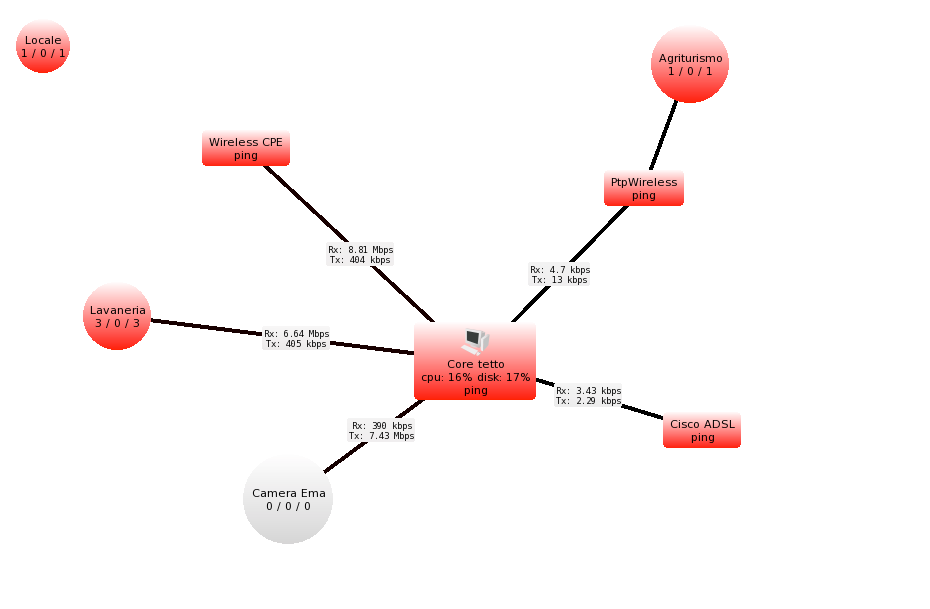 Locale
1 / 0 / 1
Agriturismo
1 / 0 / 1
Wireless CPE
ping
PtpWireless
ping
Rx: 8.81 Mbps
Tx: 404 kbps
Rx: 4.7 kbps
Tx: 13 kbps
Lavaneria
3 / 0 / 3
Rx: 6.64 Mbps
Tx: 405 kbps
Core tetto
cpu: 16% disk: 17%
ping
Rx: 3.43 kbps
Tx: 2.29 kbps
Rx: 390 kbps
Tx: 7.43 Mbps
Cisco ADSL
ping
Camera Ema
0 / 0 / 0